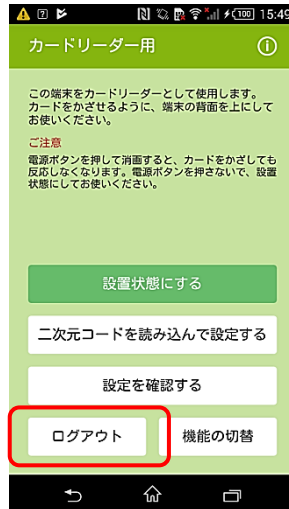 100 15:49
カードリーダー用
この端末をカードリーダーとして使用します。
カードをかざせるように、端末の背面を上にして
お使いください。
ご注意
電源ボタンを押して消画すると、カードをかざしても
反応しなくなります。電源ボタンを押さないで、設置
状態にしてお使いください。
設置状態にする
二次元コードを読み込んで設定する
設定を確認する
ログアウト 機能の切替